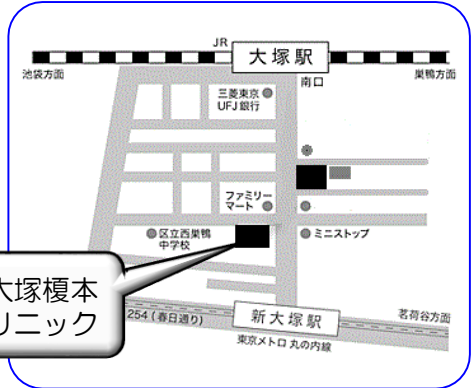 JR
大塚駅
池袋方面
巣鴨方面
南口
三菱東京
UFJ銀行
ファミリー
マート
区立西巣鴨
中学校
ミニストップ
大塚榎本
リニック
254 (春日通り)
新大塚駅
茗荷谷方面
東京メトロ 丸の内線